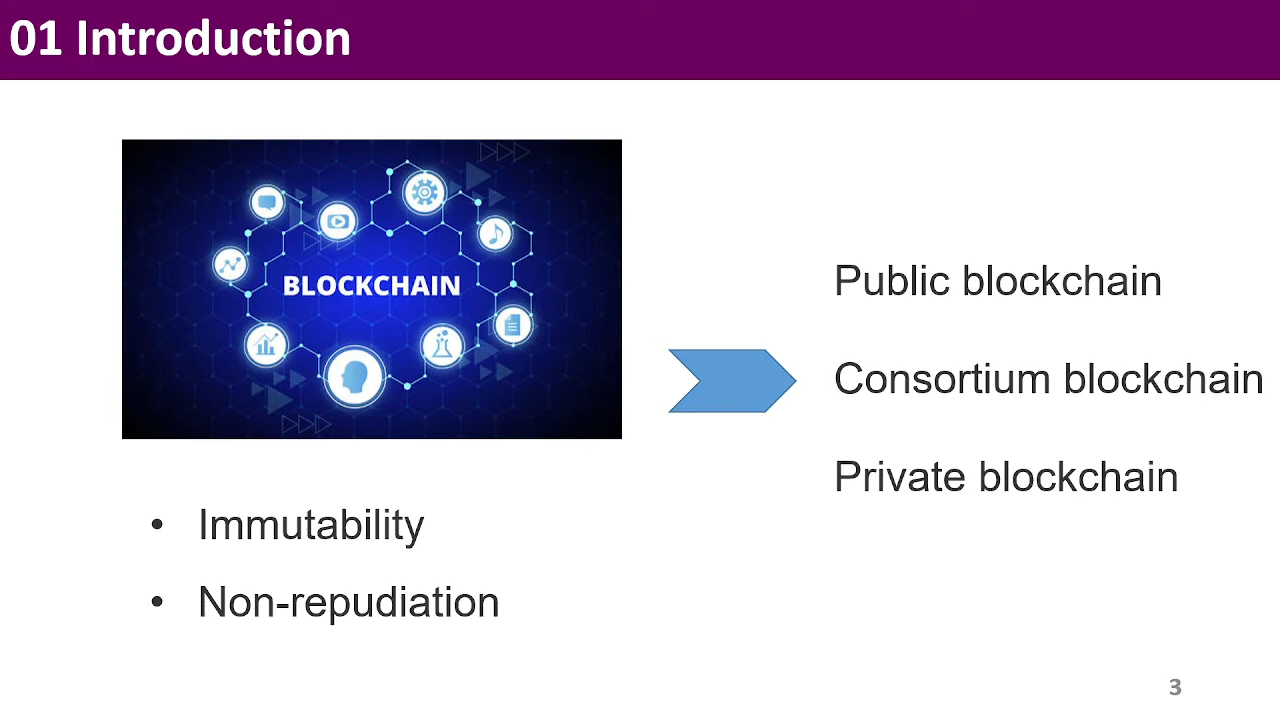 01 Introduction
BLOCKCHAIN
• Immutability
• Non-repudiation
Public blockchain
Consortium blockchain
Private blockchain
3